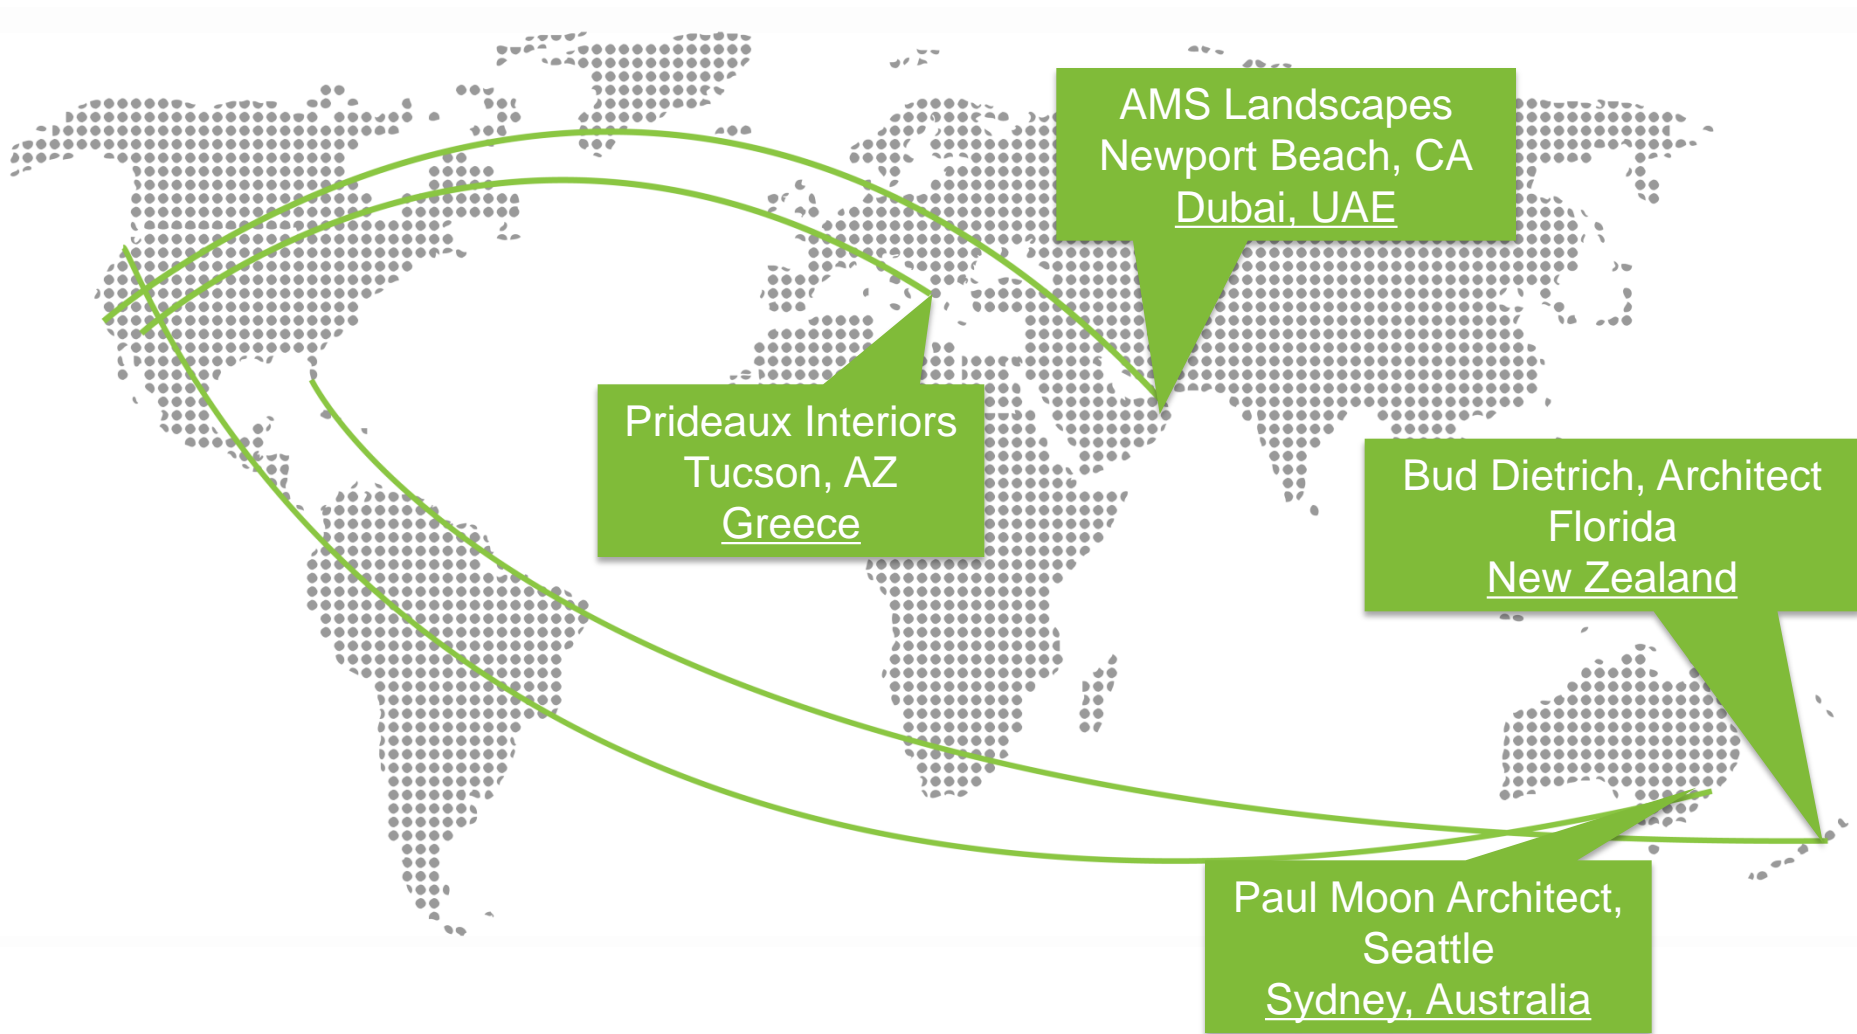 AMS Landscapes
Newport Beach, CA
Dubai, UAE
Prideaux Interiors
Tucson, AZ
Greece
Bud Dietrich, Architect
Florida
New Zealand
Paul Moon Architect,
Seattle
Sydney, Australia